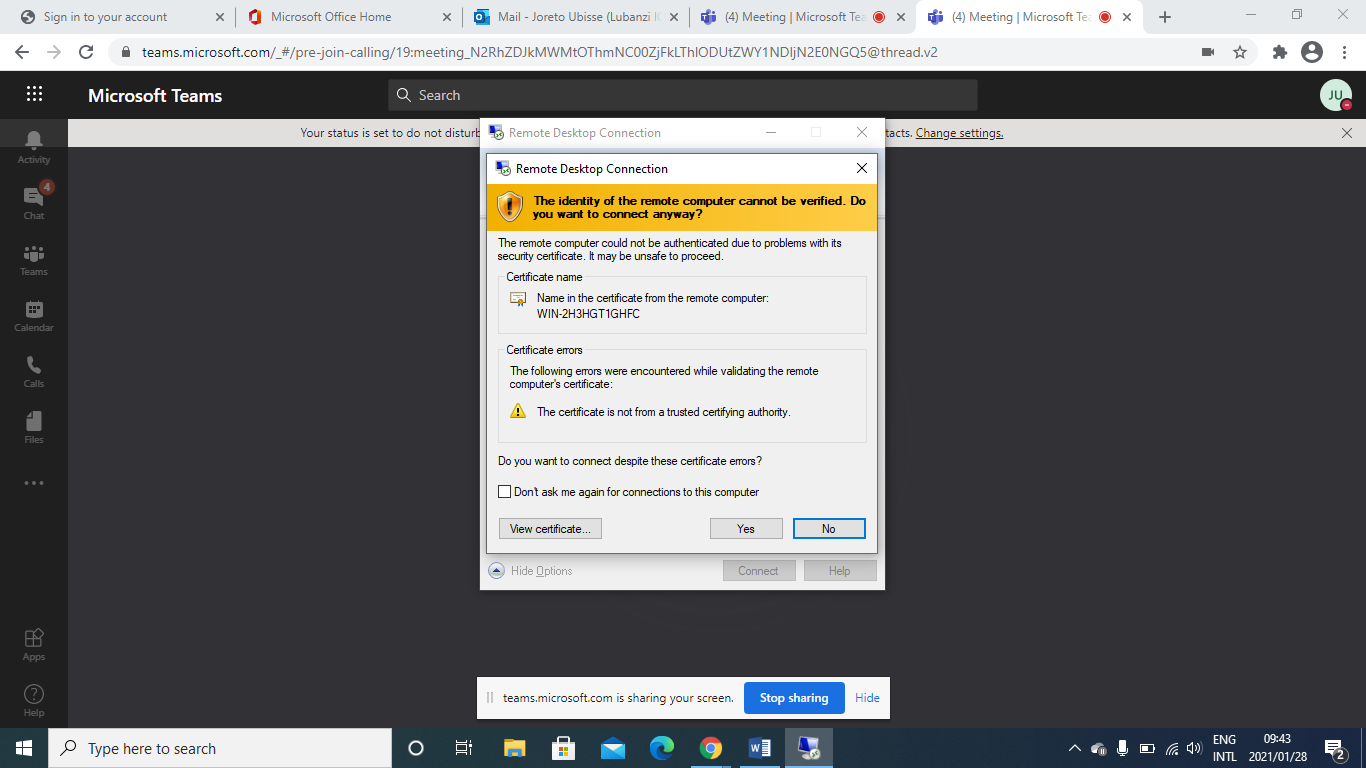 Sign in to your account
Microsoft Office Home
Mail - Joreto Ubisse (Lubanzi I
(4) Meeting | Microsoft Tea
(4) Meeting | Microsoft Tea
teams.microsoft.com/_#/pre-join-calling/19:meeting_N2RhZDJkMWMtOThmNC00ZjFkLThlODUtZWY1NDljN2E0NGQ5@thread.v2
Microsoft Teams
Search
JU
Your status is set to do not disturb
tacts. Change settings.
Activity
4
Chat
Teams
Calendar
Calls
Files
Apps
Help
Remote Desktop Connection
Remote Desktop Connection
The identity of the remote computer cannot be verified. Do
you want to connect anyway?
The remote computer could not be authenticated due to problems with its
security certificate. It may be unsafe to proceed.
Certificate name
Name in the certificate from the remote computer:
WIN-2H3HGT1GHFC
Certificate errors
The following errors were encountered while validating the remote
computer's certificate:
The certificate is not from a trusted certifying authority.
Do you want to connect despite these certificate errors?
Don't ask me again for connections to this computer
View certificate...
Yes
No
Hide Options
Connect
Help
teams.microsoft.com is sharing your screen.
Stop sharing
Hide
Type here to search
ENG
INTL
09:43
2021/01/28
2